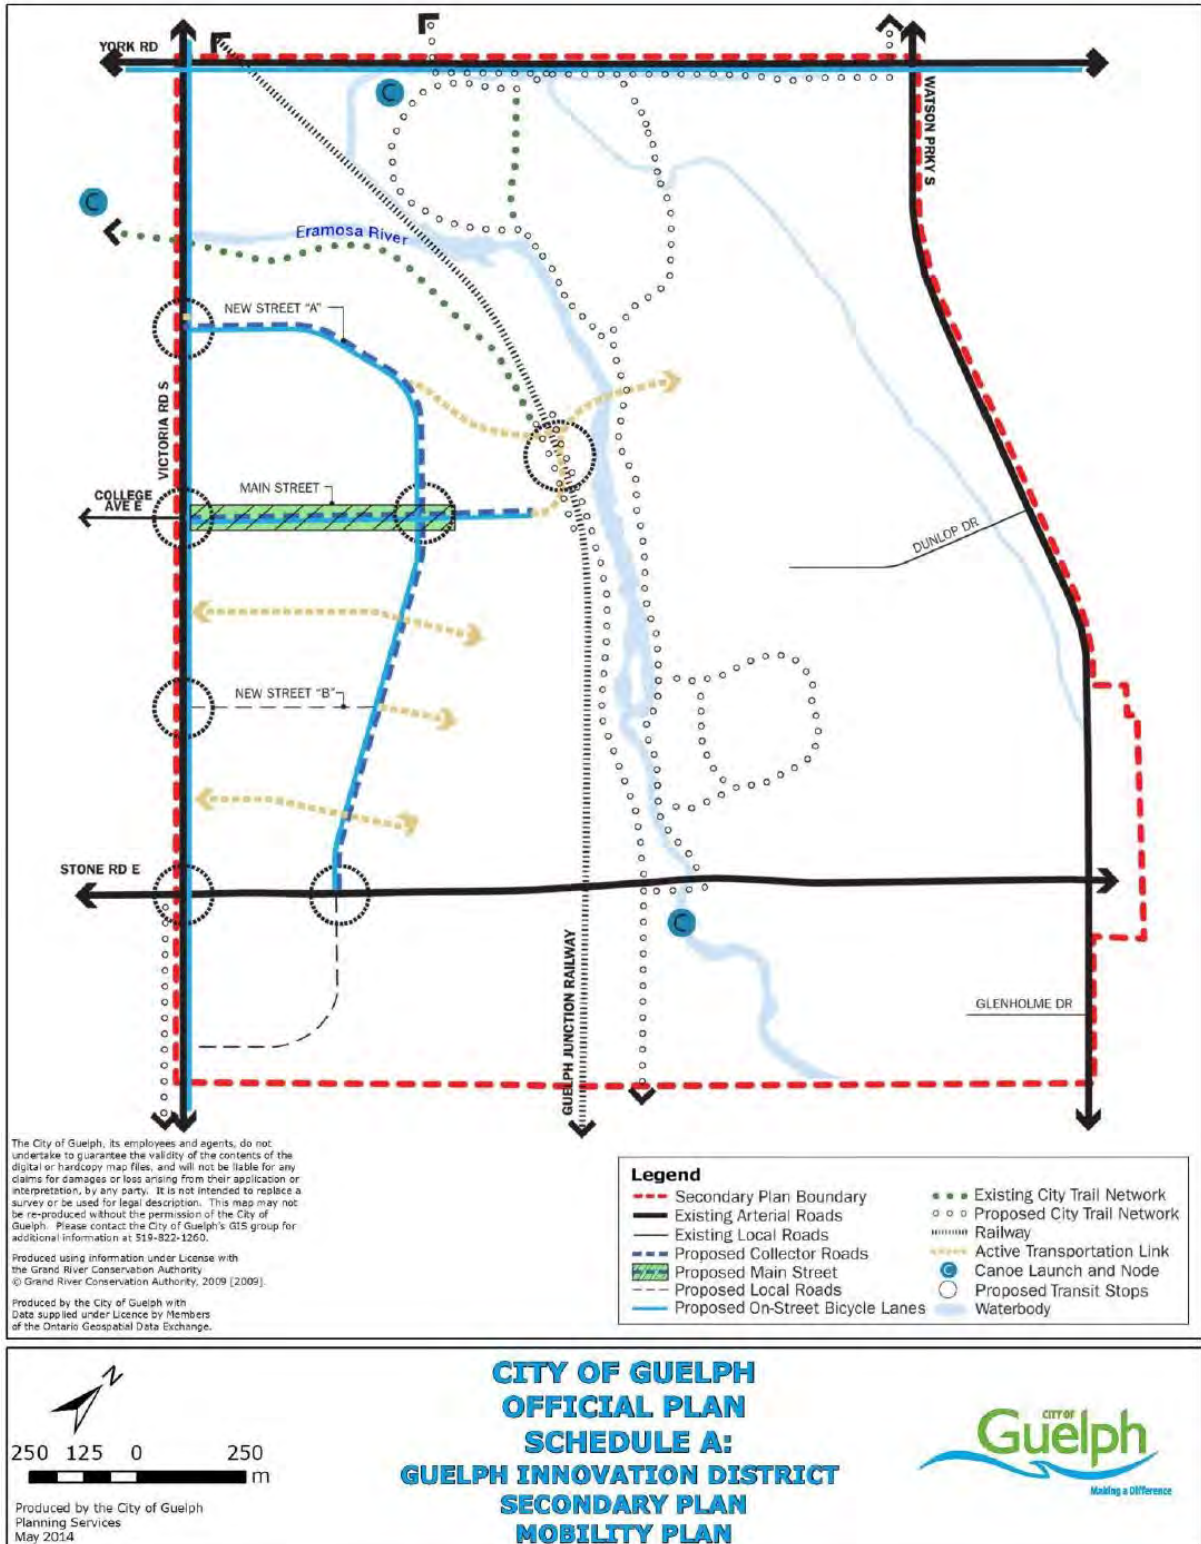 YORK RD
WATSON PRKY S
C
C
Eramosa River
NEW STREET "A"
VICTORIA RD S
COLLEGE
AVE E
MAIN STREET
DUNLOP DR
NEW STREET "B"
STONE RD E
C
GUELPH JUNCTION RAILWAY
GLENHOLME DR
The City of Guelph, its employees and agents, do not
undertake to guarantee the validity of the contents of the
digital or hardcopy map files, and will not be liable for any
claims for damages or loss arising from their application or
interpretation, by any party. It is not intended to replace a
survey or be used for legal description. This map may not
be re-produced without the permission of the City of
Guelph. Please contact the City of Guelph's GIS group for
additional information at 519-822-1260.
Produced using information under License with
the Grand River Conservation Authority
© Grand River Conservation Authority, 2009 [2009].
Produced by the City of Guelph with
Data supplied under Licence by Members
of the Ontario Geospatial Data Exchange.
Legend
Secondary Plan Boundary
Existing Arterial Roads
Existing Local Roads
Proposed Collector Roads
Proposed Main Street
Proposed Local Roads
Proposed On-Street Bicycle Lanes
Existing City Trail Network
Proposed City Trail Network
Railway
Active Transportation Link
C Canoe Launch and Node
Proposed Transit Stops
Waterbody
N
250 125 0 250
m
Produced by the City of Guelph
Planning Services
May 2014
CITY OF GUELPH
OFFICIAL PLAN
SCHEDULE A:
GUELPH INNOVATION DISTRICT
SECONDARY PLAN
MOBILITY PLAN
CITY OF
Guelph
Making a Difference